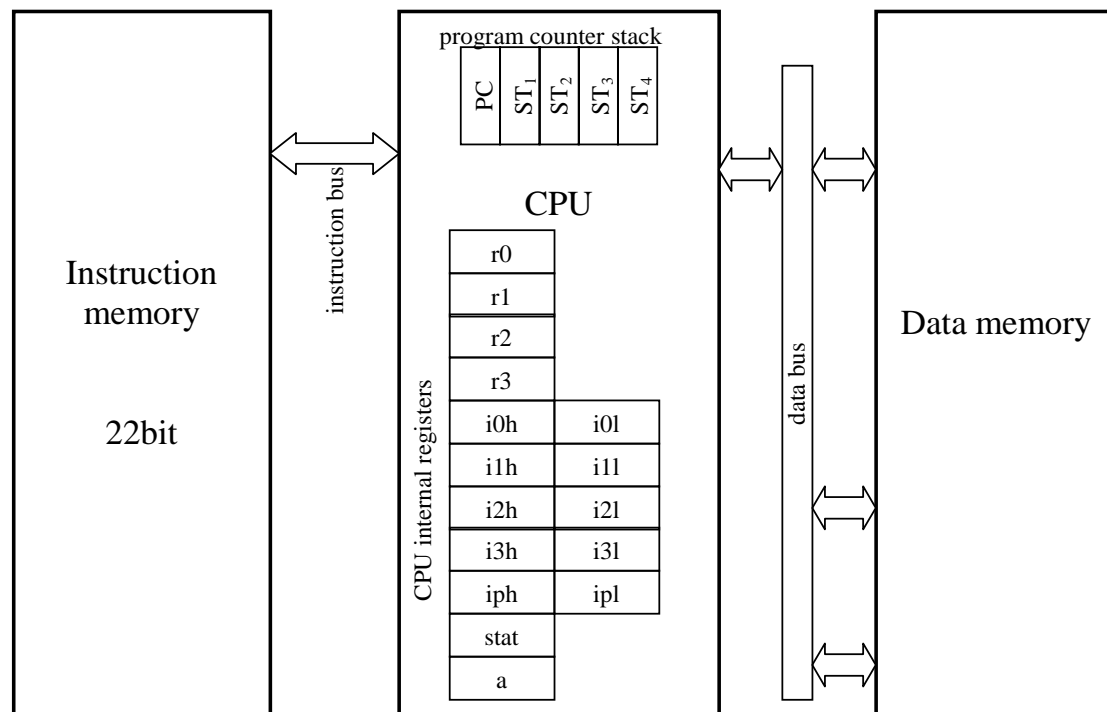 program counter stack
PC
ST₁
ST₂
ST₃
ST₄
instruction bus
CPU
Instruction
memory
22bit
CPU internal registers
r0
r1
r2
r3
i0h i0l
i1h i1l
i2h i2l
i3h i3l
iph ipl
stat
a
data bus
Data memory